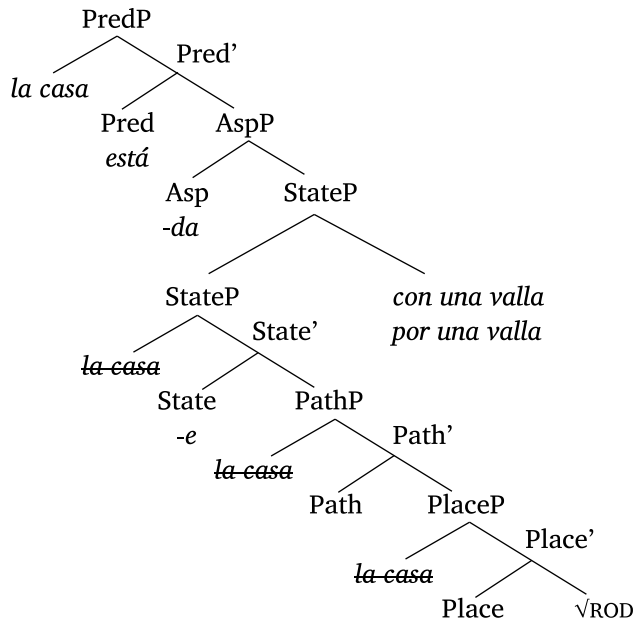 PredP
la casa
Pred’
Pred
está
AspP
Asp
-da
StateP
StateP
con una valla
por una valla
la casa
State’
State
-e
PathP
la casa
Path’
Path
PlaceP
la casa
Place’
Place
√ROD